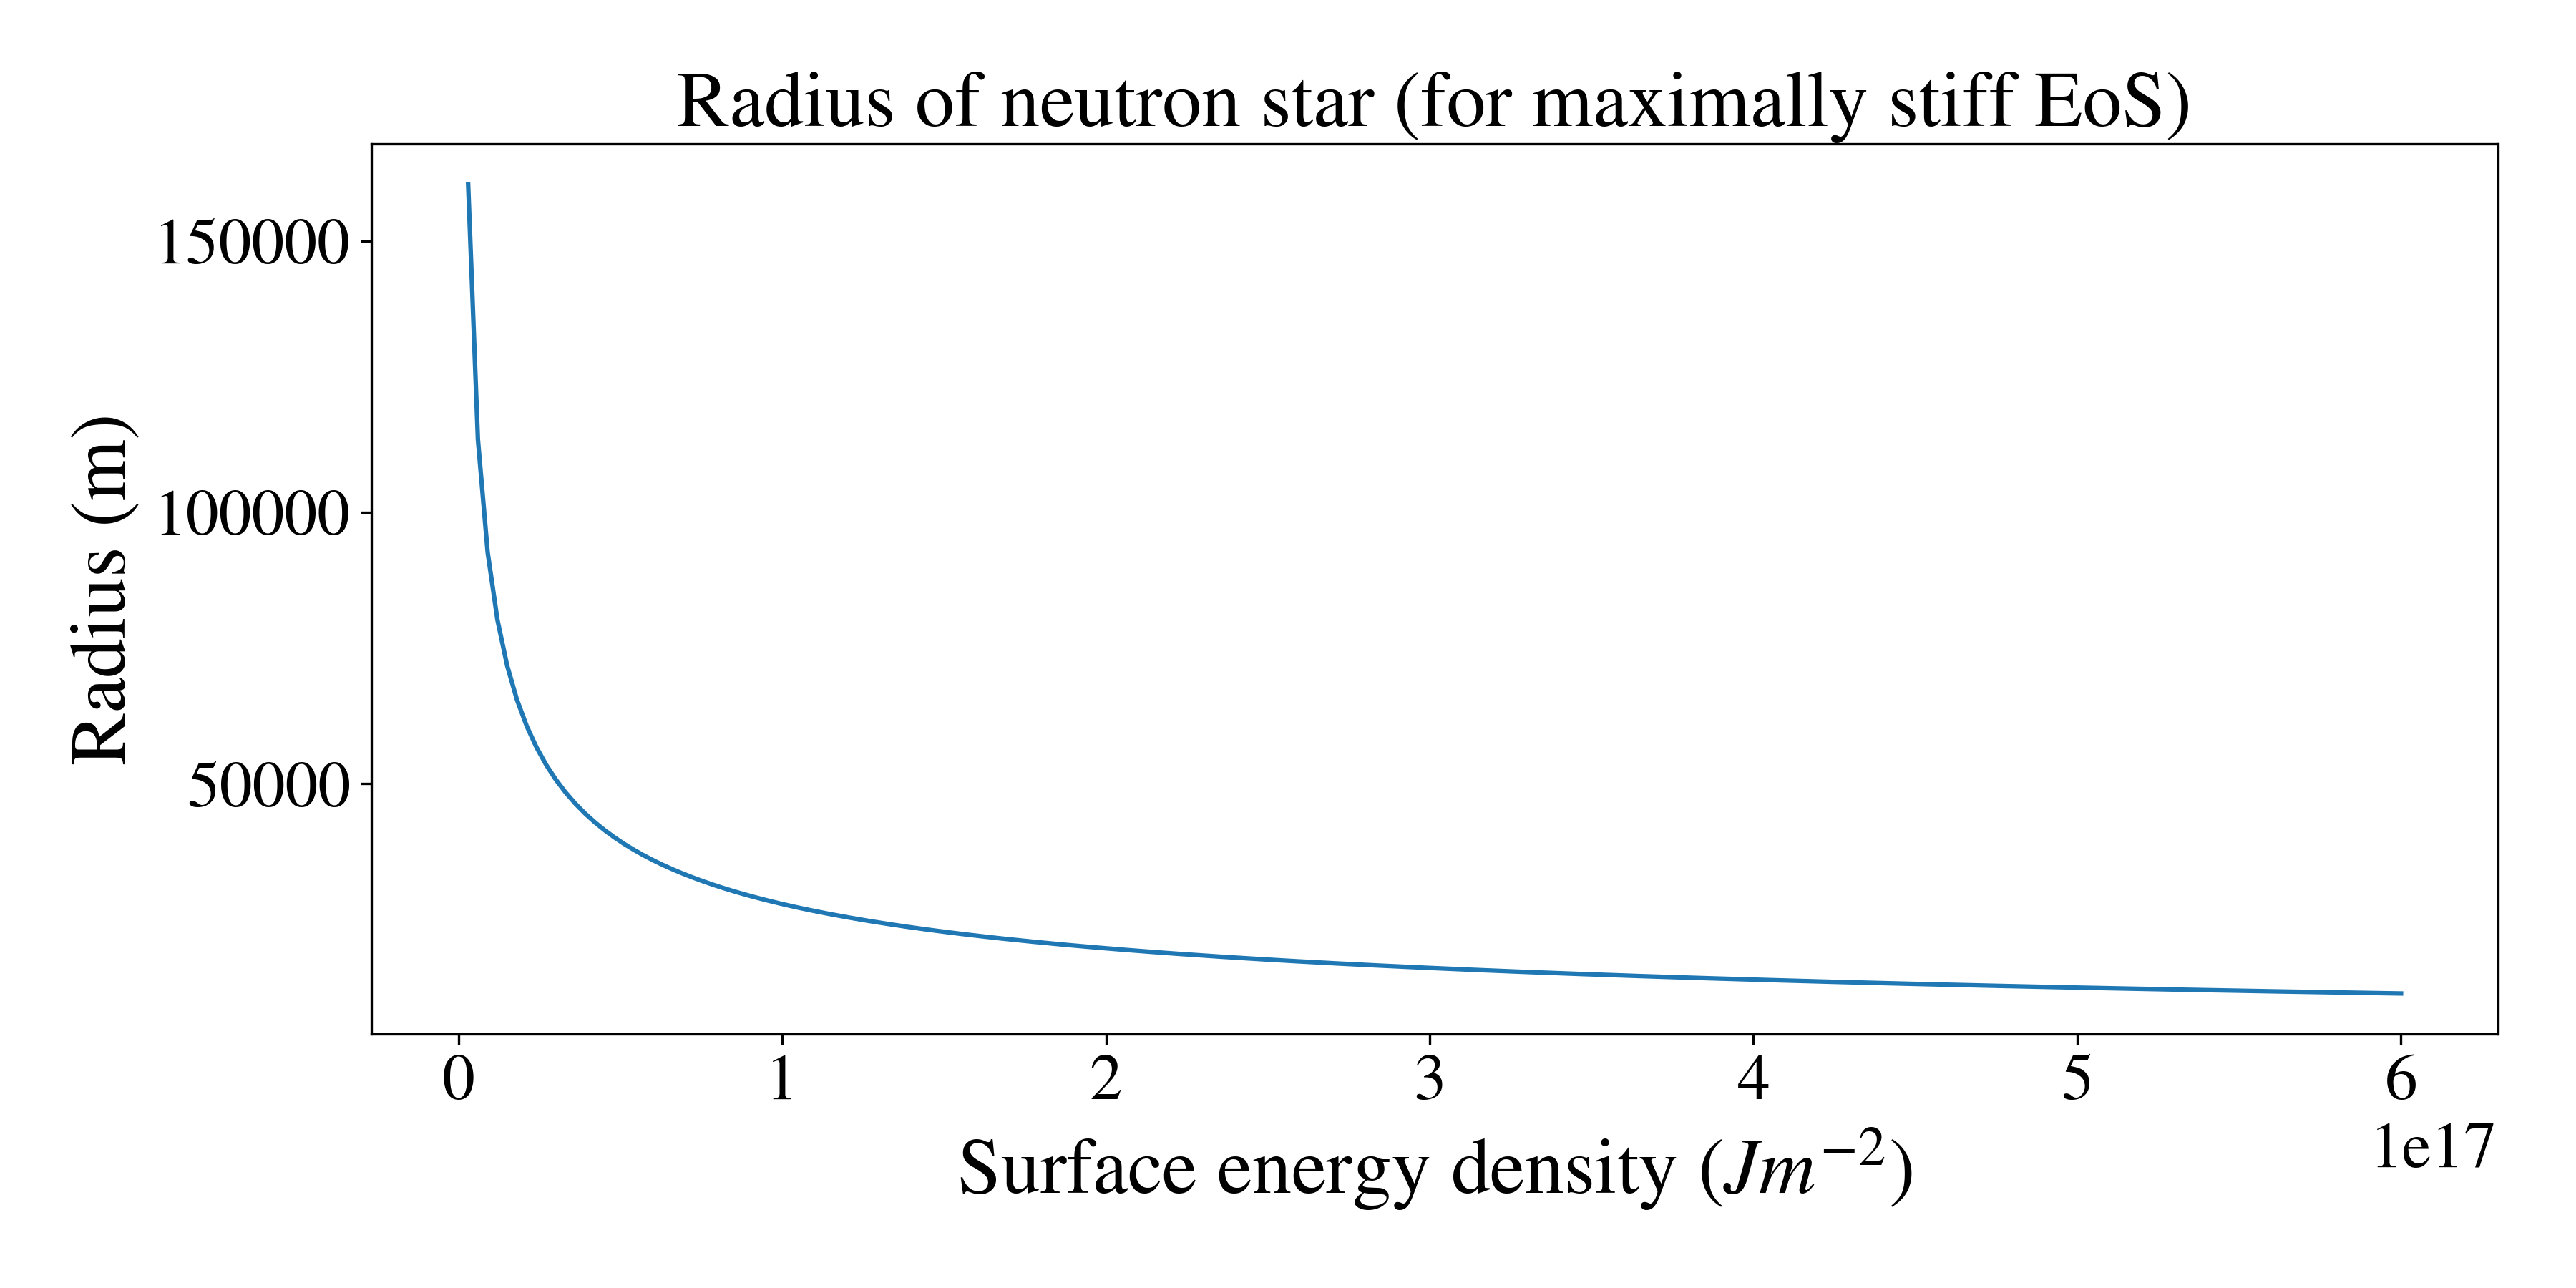 Radius of neutron star (for maximally stiff EoS)
150000
100000
50000
Radius (m)
0 1 2 3 4 5 6
1e17
Surface energy density (Jm⁻²)